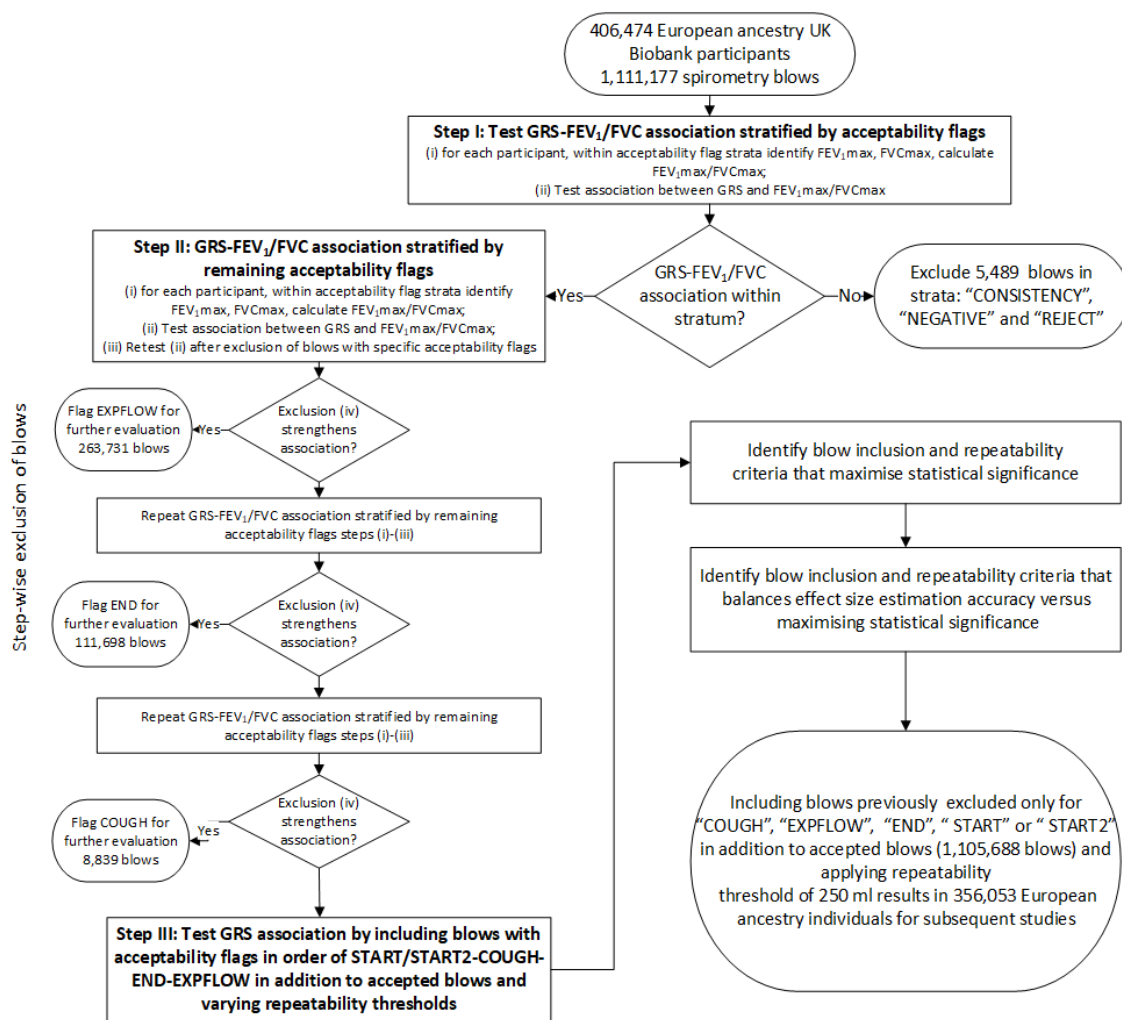 406,474 European ancestry UK
Biobank participants
1,111,177 spirometry blows
Step I: Test GRS-FEV₁/FVC association stratified by acceptability flags
(i) for each participant, within acceptability flag strata identify FEV₁max, FVCmax, calculate
FEV₁max/FVCmax;
(ii) Test association between GRS and FEV₁max/FVCmax
GRS-FEV₁/FVC
association within
stratum?
Yes
No
Exclude 5,489 blows in
strata: “CONSISTENCY”,
“NEGATIVE” and “REJECT”
Step II: GRS-FEV₁/FVC association stratified by
remaining acceptability flags
(i) for each participant, within acceptability flag strata identify
FEV₁max, FVCmax, calculate FEV₁max/FVCmax;
(ii) Test association between GRS and FEV₁max/FVCmax;
(iii) Retest (ii) after exclusion of blows with specific acceptability flags
Step-wise exclusion of blows
Exclusion (iv)
strengthens
association?
Yes
Flag EXPFLOW for
further evaluation
263,731 blows
Repeat GRS-FEV₁/FVC association stratified by remaining
acceptability flags steps (i)-(iii)
Exclusion (iv)
strengthens
association?
Yes
Flag END for
further evaluation
111,698 blows
Repeat GRS-FEV₁/FVC association stratified by remaining
acceptability flags steps (i)-(iii)
Exclusion (iv)
strengthens
association?
Yes
Flag COUGH for
further evaluation
8,839 blows
Step III: Test GRS association by including blows with
acceptability flags in order of START/START2-COUGH-
END-EXPFLOW in addition to accepted blows and
varying repeatability thresholds
Identify blow inclusion and repeatability
criteria that maximise statistical significance
Identify blow inclusion and repeatability criteria that
balances effect size estimation accuracy versus
maximising statistical significance
Including blows previously excluded only for
“COUGH”, “EXPFLOW”, “END”, “ START” or “ START2”
in addition to accepted blows (1,105,688 blows) and
applying repeatability
threshold of 250 ml results in 356,053 European
ancestry individuals for subsequent studies